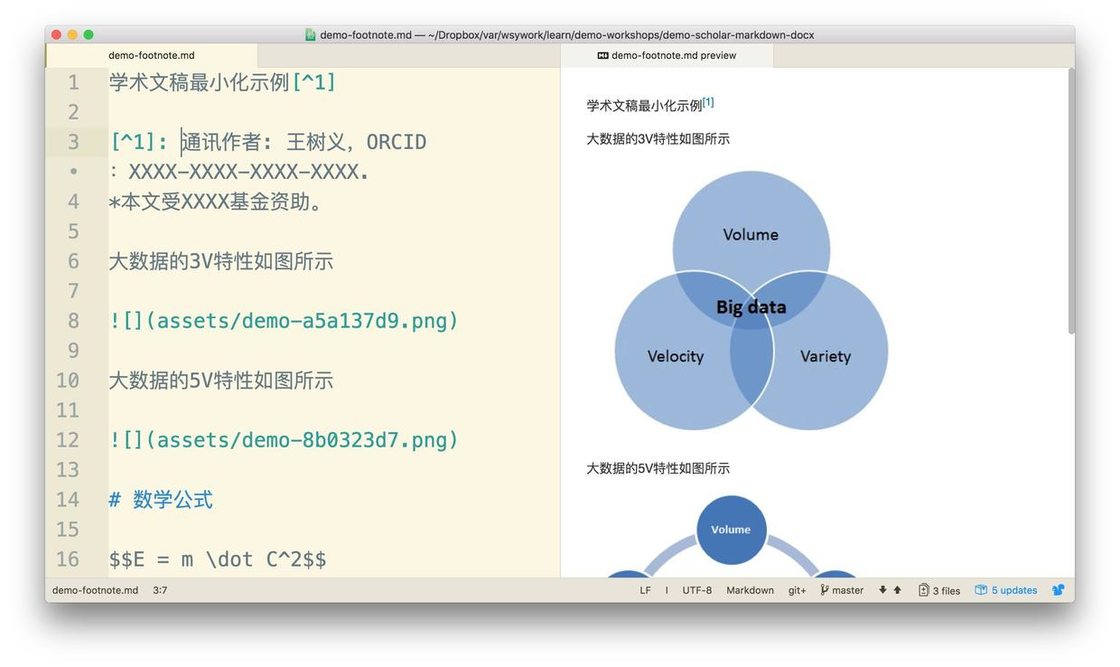 demo-footnote.md — ~/Dropbox/var/wsywork/learn/demo-workshops/demo-scholar-markdown-docx
demo-footnote.md
demo-footnote.md preview
1 学术文稿最小化示例[^1]
2
3 [^1]: 通讯作者: 王树义, ORCID
• : XXXX-XXXX-XXXX-XXXX.
4 *本文受XXXX基金资助。
5
6 大数据的3V特性如图所示
7
8 ![](assets/demo-a5a137d9.png)
9
10 大数据的5V特性如图所示
11
12 ![](assets/demo-8b0323d7.png)
13
14 # 数学公式
15
16 $$E = m \dot C^2$$
学术文稿最小化示例[1]
大数据的3V特性如图所示
Volume
Big data
Velocity
Variety
大数据的5V特性如图所示
Volume
demo-footnote.md 3:7
LF I UTF-8 Markdown git+ master 3 files 5 updates